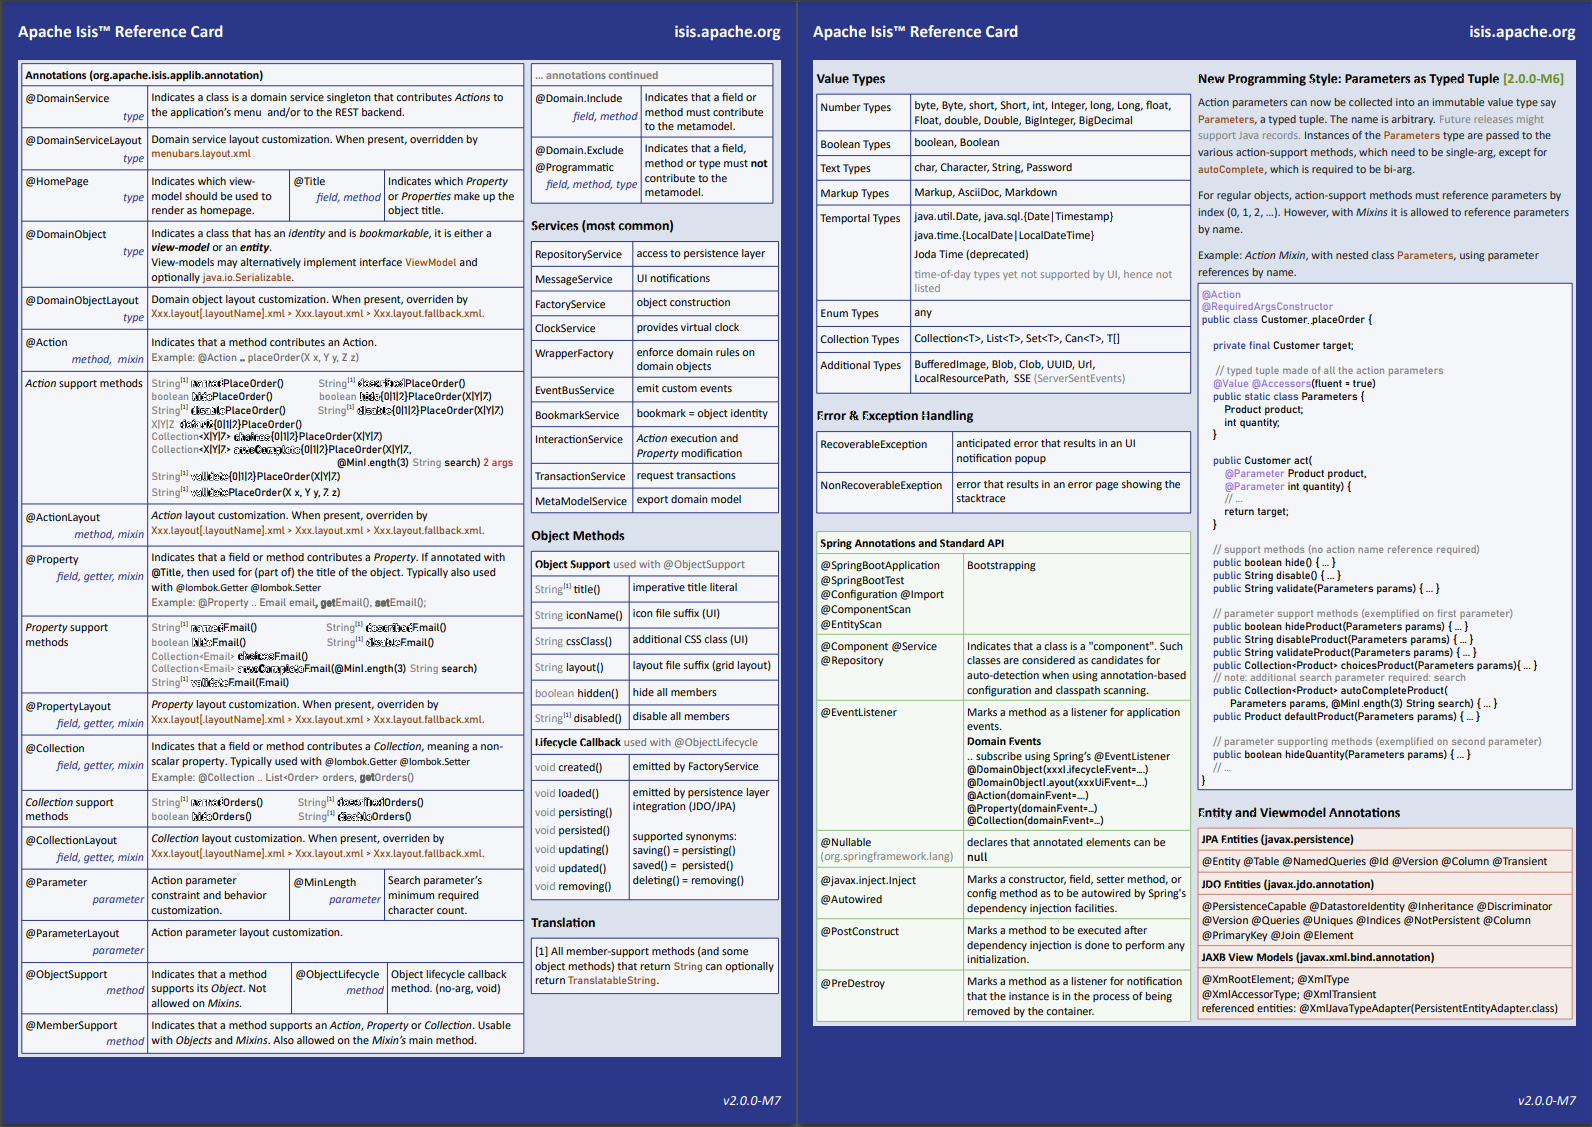 Apache Isis™ Reference Card
isis.apache.org
Annotations (org.apache.isis.applib.annotation)
@DomainService
type
Indicates a class is a domain service singleton that contributes Actions to
the application's menu and/or to the REST backend.
@DomainServiceLayout
type
Domain service layout customization. When present, overridden by
menubars.layout.xml
@HomePage
type
Indicates which view-
model should be used to
render as homepage.
@Title
field, method
Indicates which Property
or Properties make up the
object title.
@DomainObject
type
Indicates a class that has an identity and is bookmarkable, it is either a
view-model or an entity.
View-models may alternatively implement interface ViewModel and
optionally java.io.Serializable.
@DomainObjectLayout
type
Domain object layout customization. When present, overriden by
Xxx.layout[.layoutName].xml > Xxx.layout.xml > Xxx.layout.fallback.xml.
@Action
method, mixin
Indicates that a method contributes an Action.
Example: @Action .. placeOrder(X x, Y y, Z z)
Action support methods
String[1] PlaceOrder() String[1] PlaceOrder()
boolean PlaceOrder() boolean {0|1|2}PlaceOrder(X|Y|Z)
String[1] PlaceOrder() String[1] {0|1|2}PlaceOrder(X|Y|Z)
X|Y|Z {0|1|2}PlaceOrder()
Collection<X|Y|Z> {0|1|2}PlaceOrder(X|Y|Z)
Collection<X|Y|Z> {0|1|2}PlaceOrder(X|Y|Z,
@MinLength(3) String search) 2 args
String[1] {0|1|2}PlaceOrder(X|Y|Z)
String[1] PlaceOrder(X x, Y y, Z z)
@ActionLayout
method, mixin
Action layout customization. When present, overriden by
Xxx.layout[.layoutName].xml > Xxx.layout.xml > Xxx.layout.fallback.xml.
@Property
field, getter, mixin
Indicates that a field or method contributes a Property. If annotated with
@Title, then used for (part of) the title of the object. Typically also used
with @lombok.Getter @lombok.Setter
Example: @Property .. Email email, getEmail(), setEmail();
Property support
methods
String[1] Email() String[1] Email()
boolean Email() String[1] Email()
Collection<Email> Email()
Collection<Email> Email(@MinLength(3) String search)
String[1] Email(Email)
@PropertyLayout
field, getter, mixin
Property layout customization. When present, overriden by
Xxx.layout[.layoutName].xml > Xxx.layout.xml > Xxx.layout.fallback.xml.
@Collection
field, getter, mixin
Indicates that a field or method contributes a Collection, meaning a non-
scalar property. Typically used with @lombok.Getter @lombok.Setter
Example: @Collection .. List<Order> orders, getOrders()
Collection support
methods
String[1] Orders() String[1] Orders()
boolean Orders() String[1] Orders()
@CollectionLayout
field, getter, mixin
Collection layout customization. When present, overriden by
Xxx.layout[.layoutName].xml > Xxx.layout.xml > Xxx.layout.fallback.xml.
@Parameter
parameter
Action parameter
constraint and behavior
customization.
@MinLength
parameter
Search parameter's
minimum required
character count.
@ParameterLayout
parameter
Action parameter layout customization.
@ObjectSupport
method
Indicates that a method
supports its Object. Not
allowed on Mixins.
@ObjectLifecycle
method
Object lifecycle callback
method. (no-arg, void)
@MemberSupport
method
Indicates that a method supports an Action, Property or Collection. Usable
with Objects and Mixins. Also allowed on the Mixin's main method.
... annotations continued
@Domain.Include
field, method
Indicates that a field or
method must contribute
to the metamodel.
@Domain.Exclude
@Programmatic
field, method, type
Indicates that a field,
method or type must not
contribute to the
metamodel.
Services (most common)
RepositoryService
access to persistence layer
MessageService
UI notifications
FactoryService
object construction
ClockService
provides virtual clock
WrapperFactory
enforce domain rules on
domain objects
EventBusService
emit custom events
BookmarkService
bookmark = object identity
InteractionService
Action execution and
Property modification
TransactionService
request transactions
MetaModelService
export domain model
Object Methods
Object Support used with @ObjectSupport
String[1] title()
imperative title literal
String iconName()
icon file suffix (UI)
String cssClass()
additional CSS class (UI)
String layout()
layout file suffix (grid layout)
boolean hidden()
hide all members
String[1] disabled()
disable all members
Lifecycle Callback used with @ObjectLifecycle
void created()
emitted by FactoryService
void loaded()
void persisting()
void persisted()
void updating()
void updated()
void removing()
emitted by persistence layer
integration (JDO/JPA)
supported synonyms:
saving() = persisting()
saved() = persisted()
deleting() = removing()
Translation
[1] All member-support methods (and some
object methods) that return String can optionally
return TranslatableString.
v2.0.0-M7
Apache Isis™ Reference Card
isis.apache.org
Value Types
Number Types
byte, Byte, short, Short, int, Integer, long, Long, float,
Float, double, Double, BigInteger, BigDecimal
Boolean Types
boolean, Boolean
Text Types
char, Character, String, Password
Markup Types
Markup, AsciiDoc, Markdown
Temportal Types
java.util.Date, java.sql.{Date|Timestamp}
java.time.{LocalDate|LocalDateTime}
Joda Time (deprecated)
time-of-day types yet not supported by UI, hence not
listed
Enum Types
any
Collection Types
Collection<T>, List<T>, Set<T>, Can<T>, T[]
Additional Types
BufferedImage, Blob, Clob, UUID, Url,
LocalResourcePath, SSE (ServerSentEvents)
Error & Exception Handling
RecoverableException
anticipated error that results in an UI
notification popup
NonRecoverableExeption
error that results in an error page showing the
stacktrace
Spring Annotations and Standard API
@SpringBootApplication
@SpringBootTest
@Configuration @Import
@ComponentScan
@EntityScan
Bootstrapping
@Component @Service
@Repository
Indicates that a class is a "component". Such
classes are considered as candidates for
auto-detection when using annotation-based
configuration and classpath scanning.
@EventListener
Marks a method as a listener for application
events.
Domain Events
.. subscribe using Spring's @EventListener
@DomainObject(xxxLifecycleEvent=...)
@DomainObjectLayout(xxxUiEvent=...)
@Action(domainEvent=...)
@Property(domainEvent=...)
@Collection(domainEvent=...)
@Nullable
(org.springframework.lang)
declares that annotated elements can be
null
@javax.inject.Inject
@Autowired
Marks a constructor, field, setter method, or
config method as to be autowired by Spring's
dependency injection facilities.
@PostConstruct
Marks a method to be executed after
dependency injection is done to perform any
initialization.
@PreDestroy
Marks a method as a listener for notification
that the instance is in the process of being
removed by the container.
New Programming Style: Parameters as Typed Tuple [2.0.0-M6]
Action parameters can now be collected into an immutable value type say
Parameters, a typed tuple. The name is arbitrary. Future releases might
support Java records. Instances of the Parameters type are passed to the
various action-support methods, which need to be single-arg, except for
autoComplete, which is required to be bi-arg.
For regular objects, action-support methods must reference parameters by
index (0, 1, 2, ...). However, with Mixins it is allowed to reference parameters
by name.
Example: Action Mixin, with nested class Parameters, using parameter
references by name.
@Action
@RequiredArgsConstructor
public class Customer_placeOrder {
private final Customer target;
// typed tuple made of all the action parameters
@Value @Accessors(fluent = true)
public static class Parameters {
Product product;
int quantity;
}
public Customer act(
@Parameter Product product,
@Parameter int quantity) {
// ...
return target;
}
// support methods (no action name reference required)
public boolean hide() { ... }
public String disable() { ... }
public String validate(Parameters params) { ... }
// parameter support methods (exemplified on first parameter)
public boolean hideProduct(Parameters params) { ... }
public String disableProduct(Parameters params) { ... }
public String validateProduct(Parameters params) { ... }
public Collection<Product> choicesProduct(Parameters params){ ... }
// note: additional search parameter required: search
public Collection<Product> autoCompleteProduct(
Parameters params, @MinLength(3) String search) { ... }
public Product defaultProduct(Parameters params) { ... }
// parameter supporting methods (exemplified on second parameter)
public boolean hideQuantity(Parameters params) { ... }
// ...
}
Entity and Viewmodel Annotations
JPA Entities (javax.persistence)
@Entity @Table @NamedQueries @Id @Version @Column @Transient
JDO Entities (javax.jdo.annotation)
@PersistenceCapable @DatastoreIdentity @Inheritance @Discriminator
@Version @Queries @Uniques @Indices @NotPersistent @Column
@PrimaryKey @Join @Element
JAXB View Models (javax.xml.bind.annotation)
@XmRootElement; @XmlType
@XmlAccessorType; @XmlTransient
referenced entities: @XmlJavaTypeAdapter(PersistentEntityAdapter.class)
v2.0.0-M7